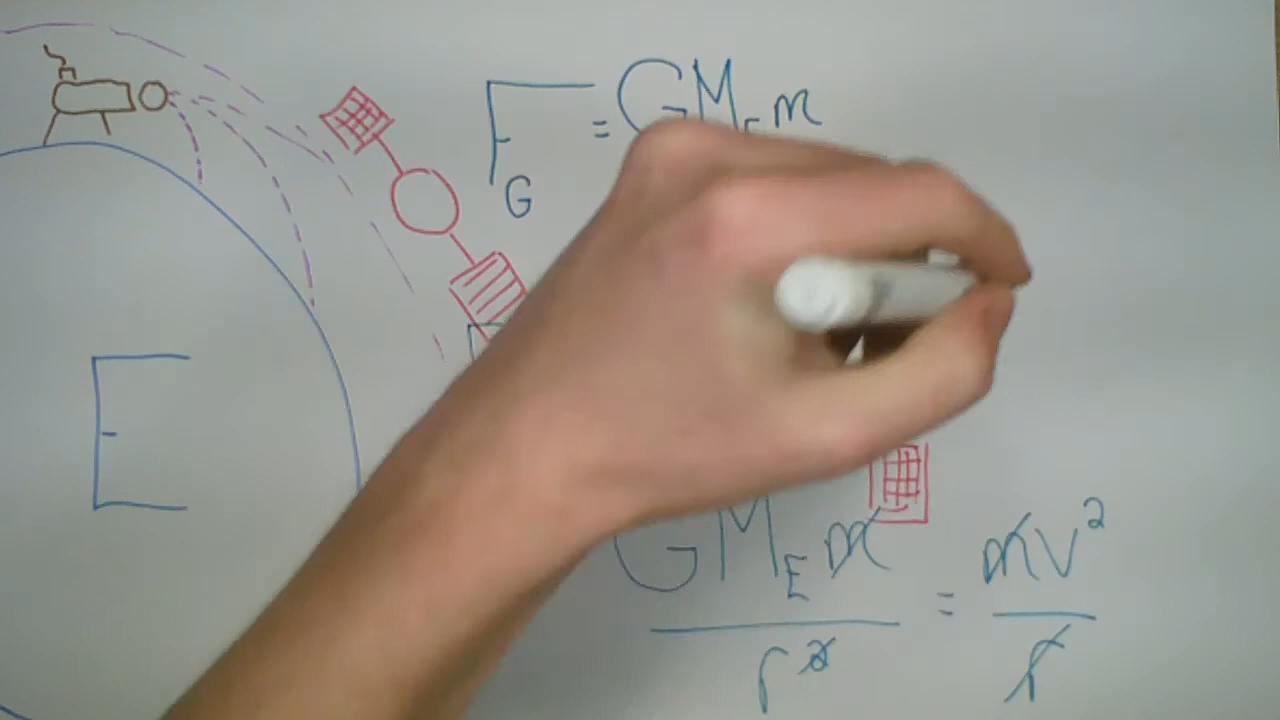 F_G = GM_E m
E
GM_E m / r² = mv² / r